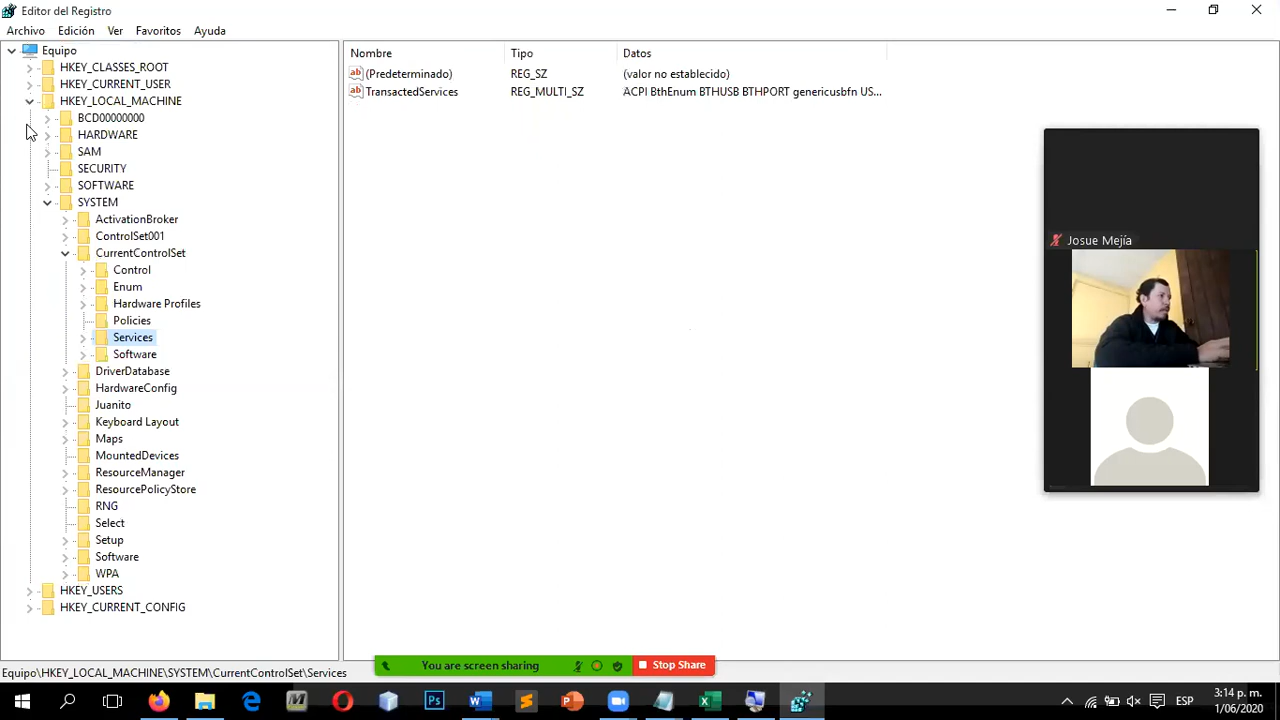 Editor del Registro
Archivo Edición Ver Favoritos Ayuda
Equipo
HKEY_CLASSES_ROOT
HKEY_CURRENT_USER
HKEY_LOCAL_MACHINE
BCD00000000
HARDWARE
SAM
SECURITY
SOFTWARE
SYSTEM
ActivationBroker
ControlSet001
CurrentControlSet
Control
Enum
Hardware Profiles
Policies
Services
Software
DriverDatabase
HardwareConfig
Juanito
Keyboard Layout
Maps
MountedDevices
ResourceManager
ResourcePolicyStore
RNG
Select
Setup
Software
WPA
HKEY_USERS
HKEY_CURRENT_CONFIG
Nombre Tipo Datos
(Predeterminado) REG_SZ (valor no establecido)
TransactedServices REG_MULTI_SZ ACPI BthEnum BTHUSB BTHPORT genericusbfn US...
Josue Mejía
Equipo\HKEY_LOCAL_MACHINE\SYSTEM\CurrentControlSet\Services
You are screen sharing Stop Share
ESP
3:14 p. m.
1/06/2020